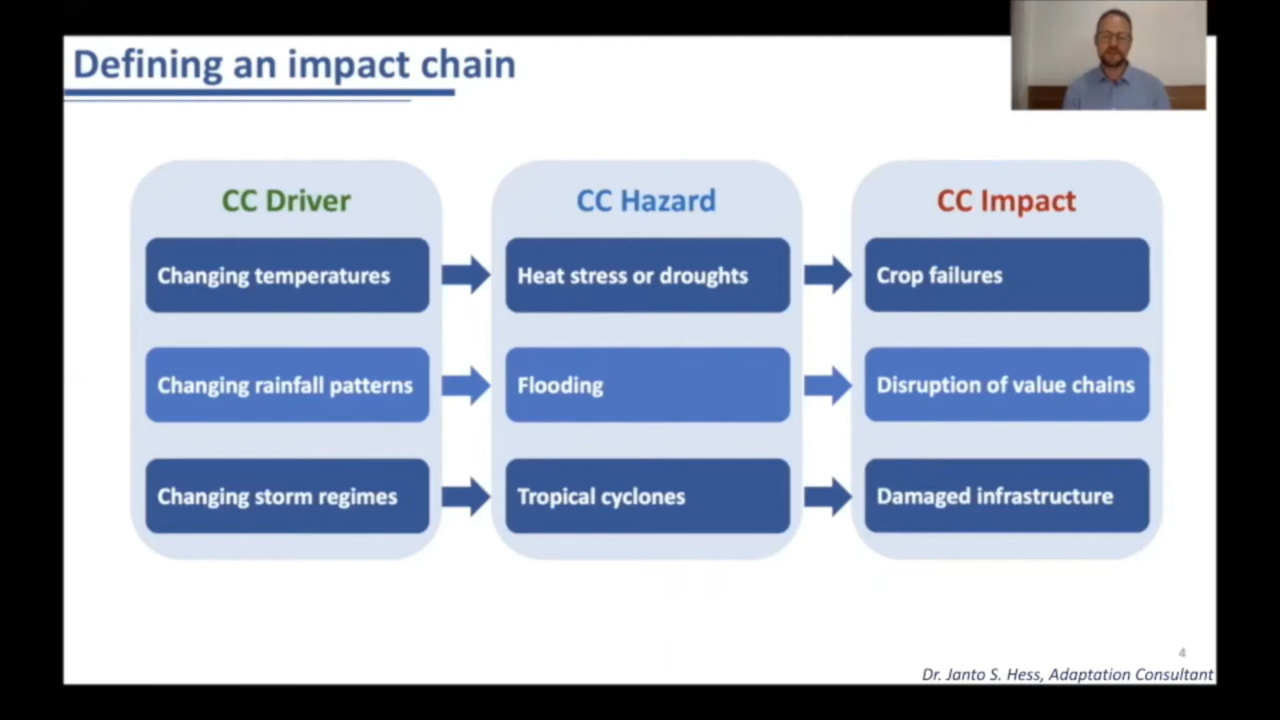 Defining an impact chain
CC Driver
CC Hazard
CC Impact
Changing temperatures
Heat stress or droughts
Crop failures
Changing rainfall patterns
Flooding
Disruption of value chains
Changing storm regimes
Tropical cyclones
Damaged infrastructure
4
Dr. Janto S. Hess, Adaptation Consultant